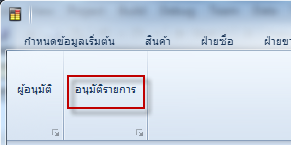 กำหนดข้อมูลเริ่มต้น สินค้า ฝ่ายซื้อ
ผู้อนุมัติ อนุมัติรายการ